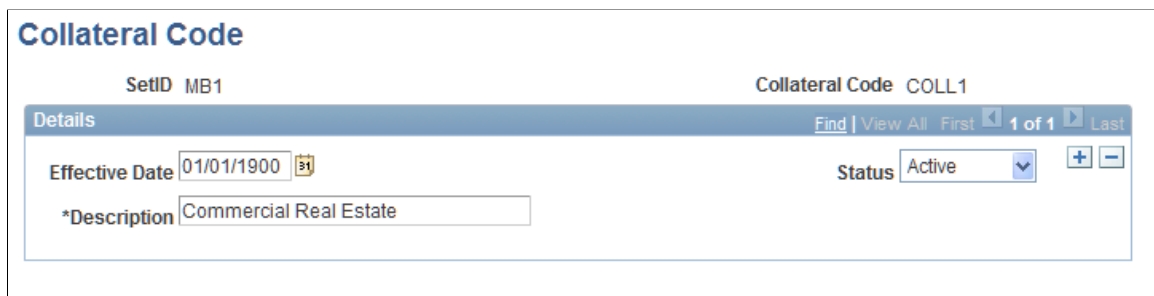 Collateral Code
SetID MB1 Collateral Code COLL1
Details Find | View All First 1 of 1 Last
Effective Date 01/01/1900 31 Status Active
*Description Commercial Real Estate